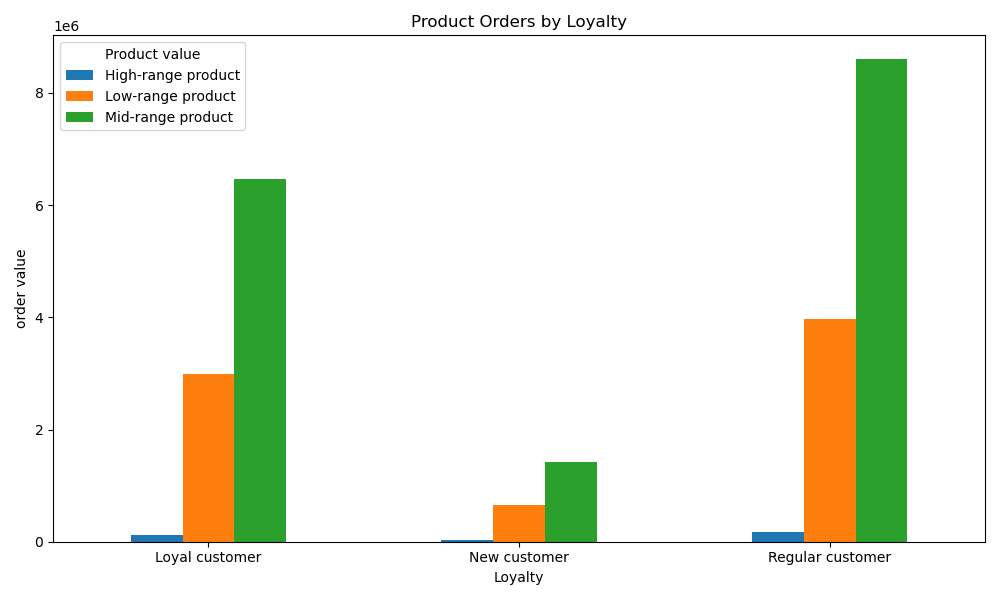 Product Orders by Loyalty
1e6
Product value
High-range product
Low-range product
Mid-range product
8
6
4
2
0
order value
Loyal customer
New customer
Regular customer
Loyalty